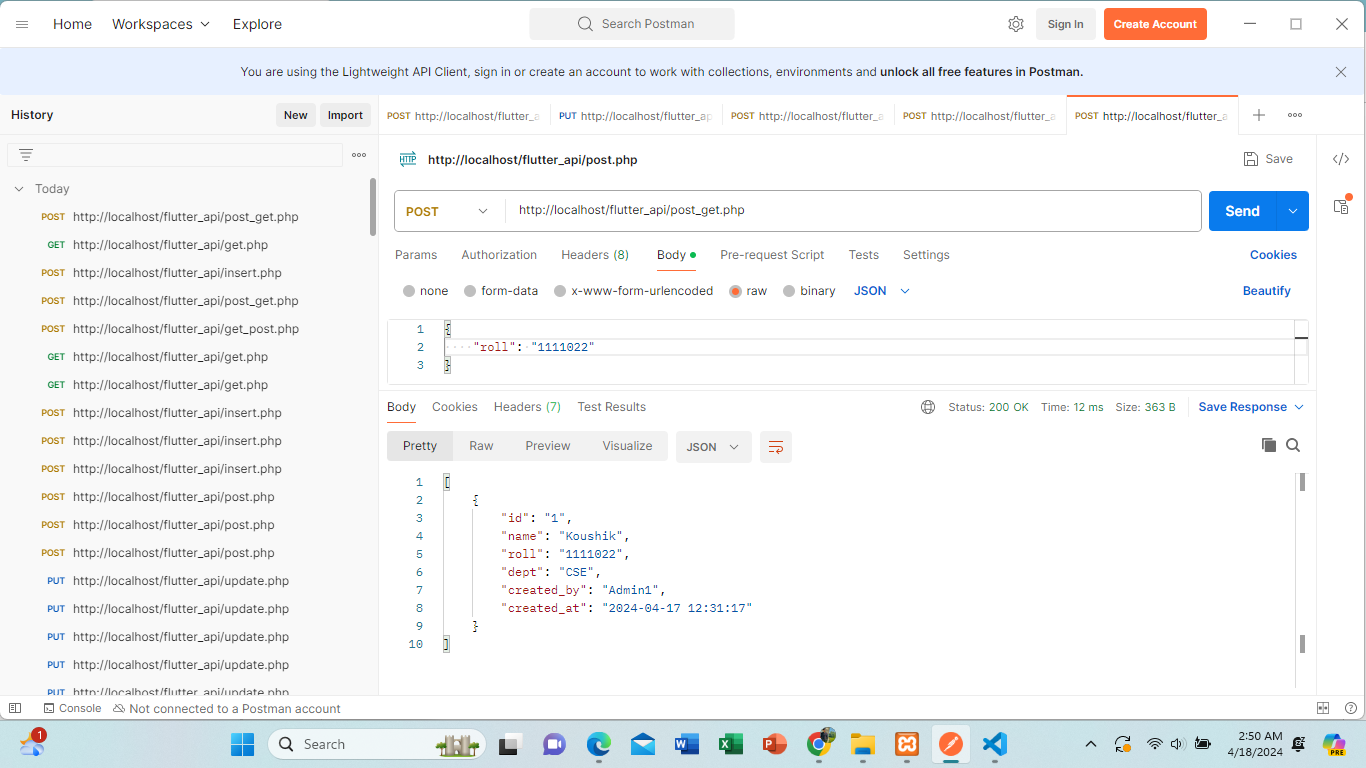 Home Workspaces Explore Search Postman Sign In Create Account
You are using the Lightweight API Client, sign in or create an account to work with collections, environments and unlock all free features in Postman.
History New Import
POST http://localhost/flutter_a PUT http://localhost/flutter_ap POST http://localhost/flutter_a POST http://localhost/flutter_a POST http://localhost/flutter_a
HTTP http://localhost/flutter_api/post.php Save
Today
POST http://localhost/flutter_api/post_get.php
GET http://localhost/flutter_api/get.php
POST http://localhost/flutter_api/insert.php
POST http://localhost/flutter_api/post_get.php
POST http://localhost/flutter_api/get_post.php
GET http://localhost/flutter_api/get.php
GET http://localhost/flutter_api/get.php
POST http://localhost/flutter_api/insert.php
POST http://localhost/flutter_api/insert.php
POST http://localhost/flutter_api/insert.php
POST http://localhost/flutter_api/post.php
POST http://localhost/flutter_api/post.php
POST http://localhost/flutter_api/post.php
PUT http://localhost/flutter_api/update.php
PUT http://localhost/flutter_api/update.php
PUT http://localhost/flutter_api/update.php
PUT http://localhost/flutter_api/update.php
PUT http://localhost/flutter_api/update.php
POST http://localhost/flutter_api/post_get.php Send
Params Authorization Headers (8) Body Pre-request Script Tests Settings Cookies
none form-data x-www-form-urlencoded raw binary JSON Beautify
1 {
2 "roll": "1111022"
3 }
Body Cookies Headers (7) Test Results Status: 200 OK Time: 12 ms Size: 363 B Save Response
Pretty Raw Preview Visualize JSON
1 [
2 {
3 "id": "1",
4 "name": "Koushik",
5 "roll": "1111022",
6 "dept": "CSE",
7 "created_by": "Admin1",
8 "created_at": "2024-04-17 12:31:17"
9 }
10 ]
Console Not connected to a Postman account
1 Search 2:50 AM
4/18/2024
PRE